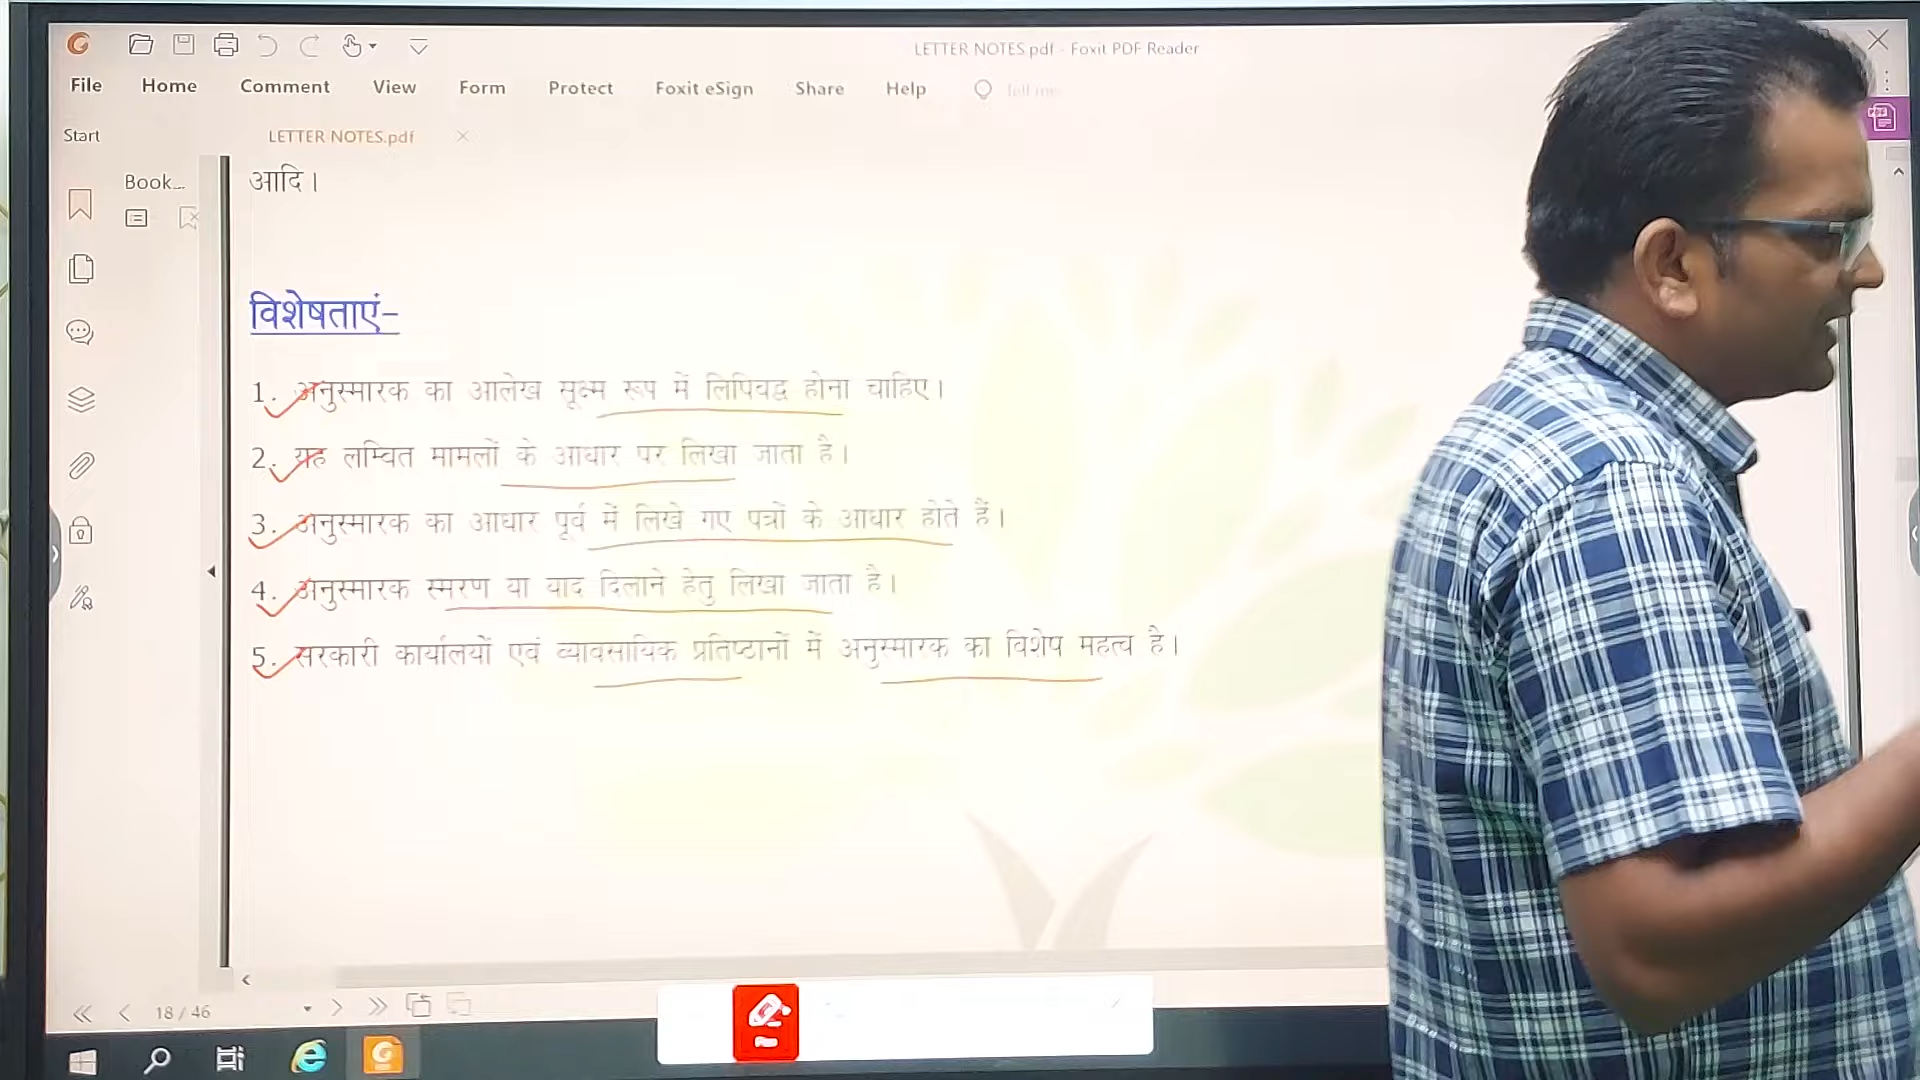 LETTER NOTES.pdf - Foxit PDF Reader
File Home Comment View Form Protect Foxit eSign Share Help Tell me
Start LETTER NOTES.pdf
Book...
आदि।
विशेषताएं-
1. अनुस्मारक का आलेख सूक्ष्म रूप में लिपिबद्ध होना चाहिए।
2. यह लम्बित मामलों के आधार पर लिखा जाता है।
3. अनुस्मारक का आधार पूर्व में लिखे गए पत्रों के आधार होते हैं।
4. अनुस्मारक स्मरण या याद दिलाने हेतु लिखा जाता है।
5. सरकारी कार्यालयों एवं व्यावसायिक प्रतिष्टानों में अनुस्मारक का विशेष महत्व है।
18 / 46